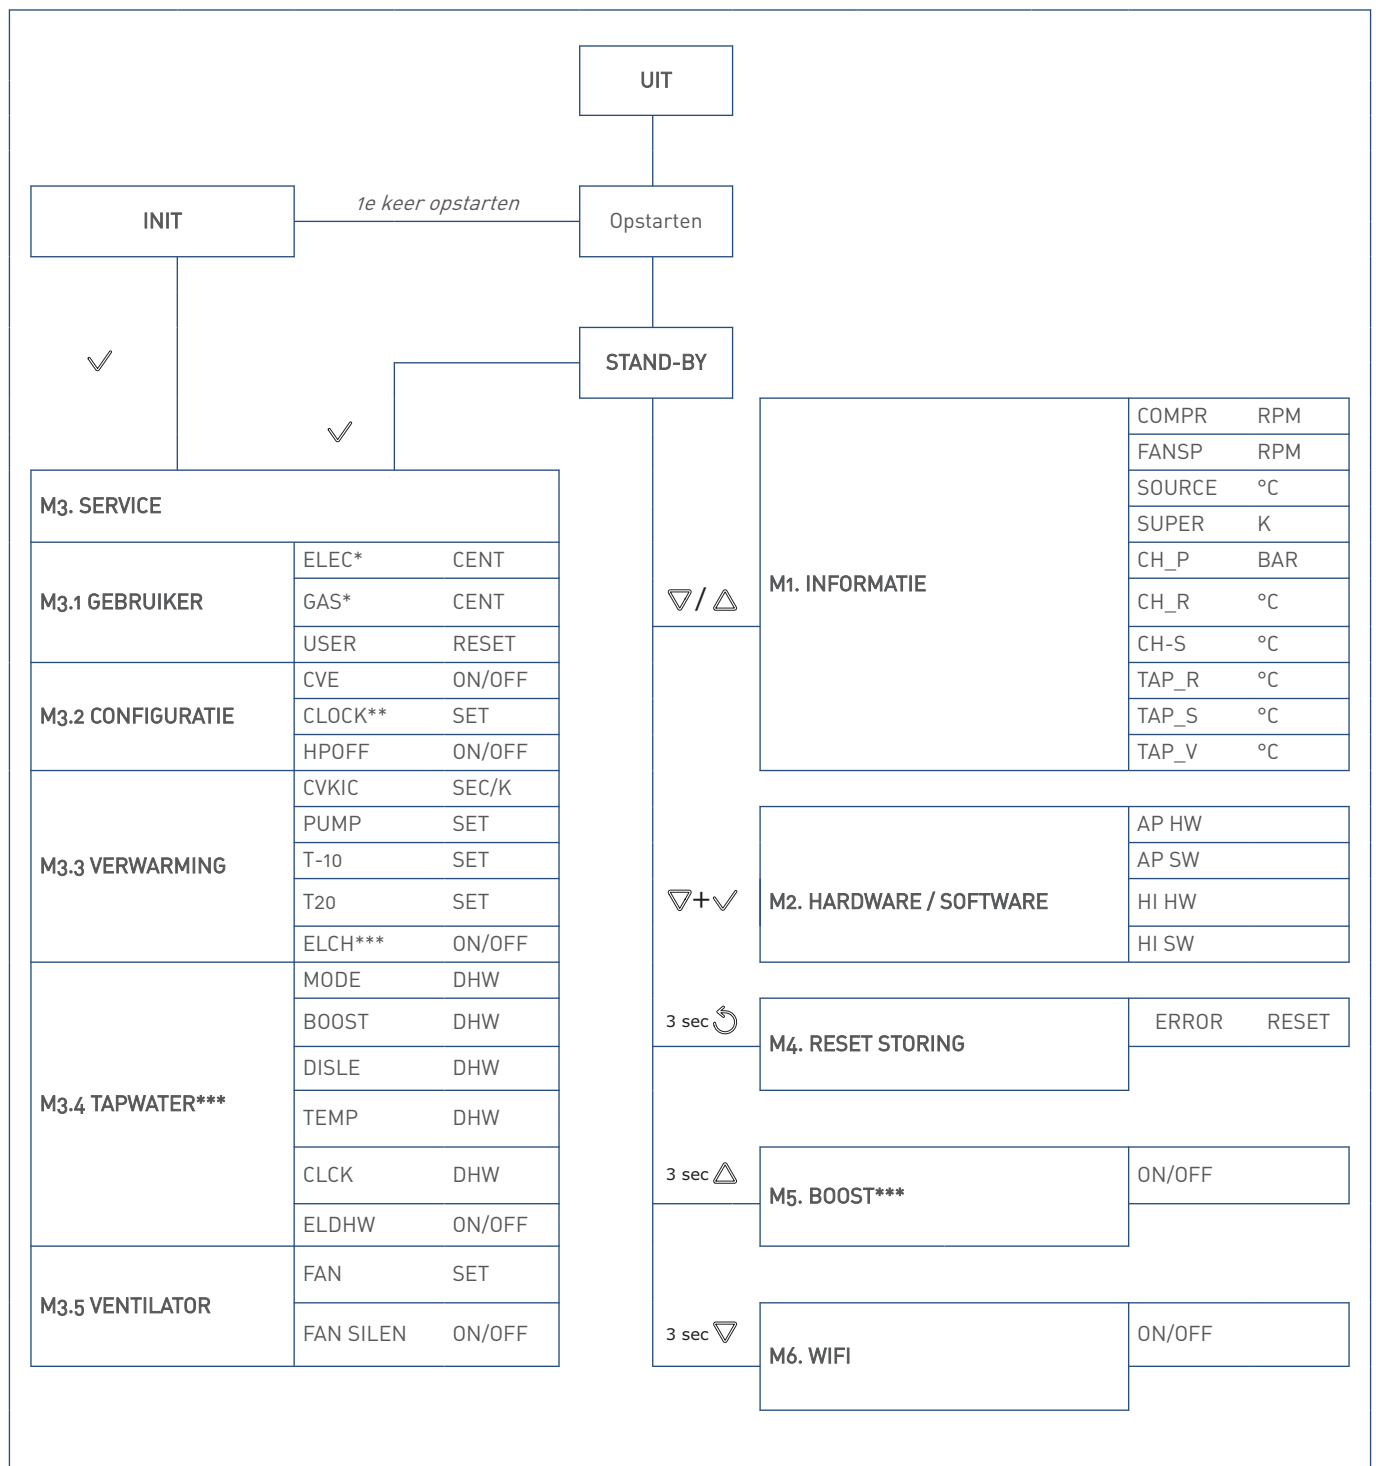 UIT
INIT
1e keer opstarten
Opstarten
STAND-BY
M3. SERVICE
M3.1 GEBRUIKER
ELEC* CENT
GAS* CENT
USER RESET
M3.2 CONFIGURATIE
CVE ON/OFF
CLOCK** SET
HPOFF ON/OFF
M3.3 VERWARMING
CVKIC SEC/K
PUMP SET
T-10 SET
T20 SET
ELCH*** ON/OFF
M3.4 TAPWATER***
MODE DHW
BOOST DHW
DISLE DHW
TEMP DHW
CLCK DHW
ELDHW ON/OFF
M3.5 VENTILATOR
FAN SET
FAN SILEN ON/OFF
/
M1. INFORMATIE
COMPR RPM
FANSP RPM
SOURCE °C
SUPER K
CH_P BAR
CH_R °C
CH-S °C
TAP_R °C
TAP_S °C
TAP_V °C
+
M2. HARDWARE / SOFTWARE
AP HW
AP SW
HI HW
HI SW
3 sec
M4. RESET STORING
ERROR RESET
3 sec
M5. BOOST***
ON/OFF
3 sec
M6. WIFI
ON/OFF